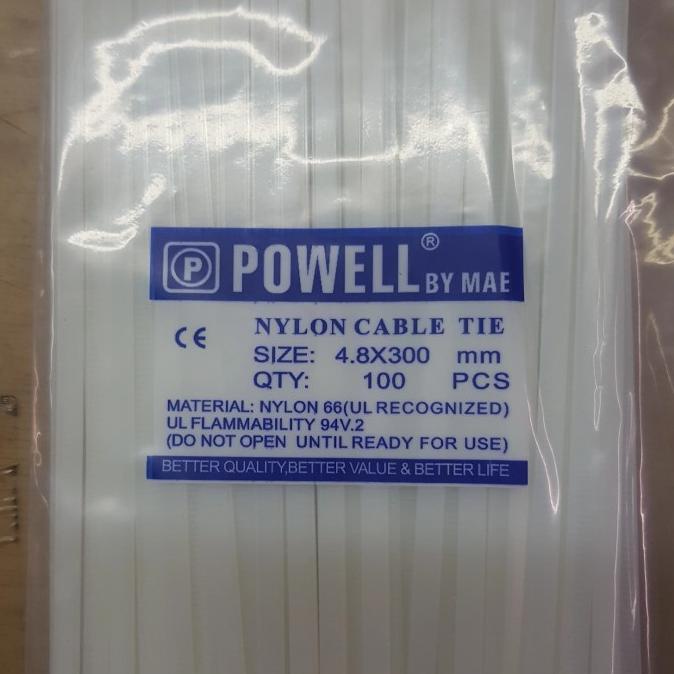 P POWELL® BY MAE
CE
NYLON CABLE TIE
SIZE: 4.8X300 mm
QTY: 100 PCS
MATERIAL: NYLON 66(UL RECOGNIZED)
UL FLAMMABILITY 94V.2
(DO NOT OPEN UNTIL READY FOR USE)
BETTER QUALITY,BETTER VALUE & BETTER LIFE